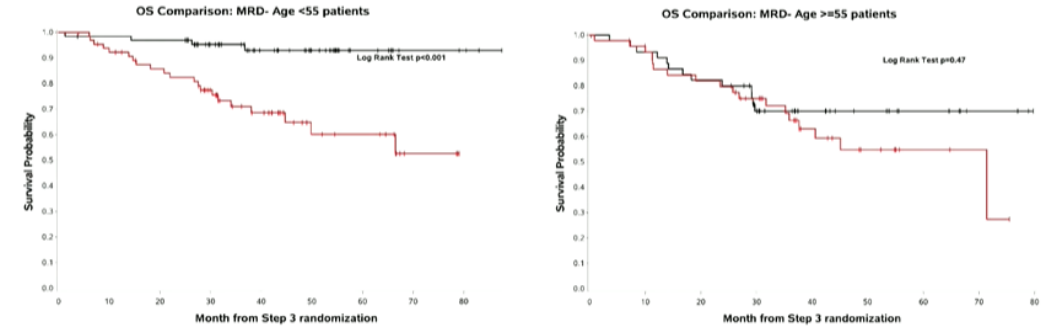 OS Comparison: MRD- Age <55 patients
1.0
0.9
0.8
0.7
0.6
0.5
0.4
0.3
0.2
0.1
0.0
Survival Probability
Log Rank Test p<0.001
0 10 20 30 40 50 60 70 80
Month from Step 3 randomization
OS Comparison: MRD- Age >=55 patients
1.0
0.9
0.8
0.7
0.6
0.5
0.4
0.3
0.2
0.1
0.0
Survival Probability
Log Rank Test p=0.47
0 10 20 30 40 50 60 70 80
Month from Step 3 randomization